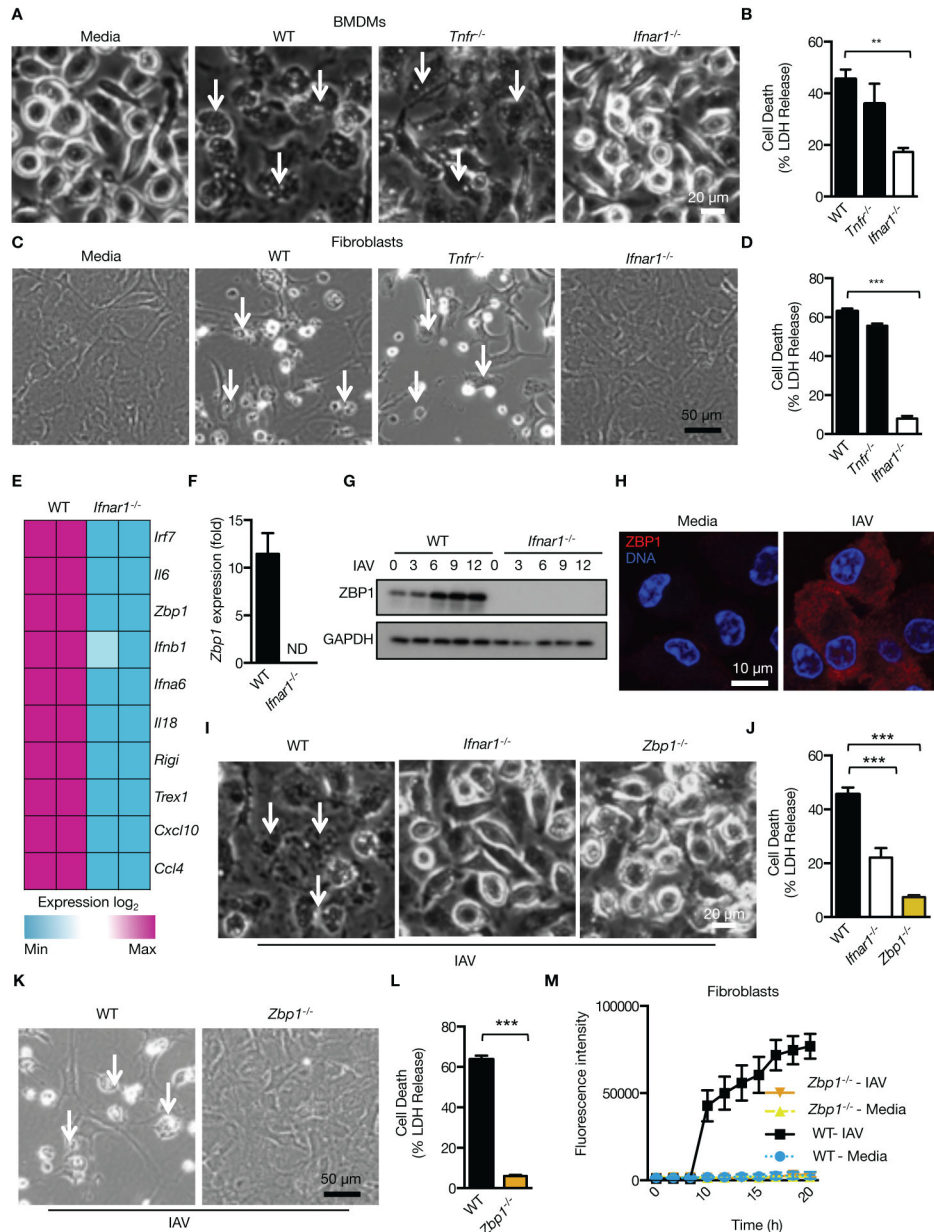 A
BMDMs
Media
WT
Tnfr-/-
Ifnar1-/-
20 µm
B
Cell Death
(% LDH Release)
60
40
20
0
**
WT
Tnfr-/-
Ifnar1-/-
C
Fibroblasts
Media
WT
Tnfr-/-
Ifnar1-/-
50 µm
D
Cell Death
(% LDH Release)
80
60
40
20
0
***
WT
Tnfr-/-
Ifnar1-/-
E
WT
Ifnar1-/-
Irf7
Il6
Zbp1
Ifnb1
Ifna6
Il18
Rigi
Trex1
Cxcl10
Ccl4
Expression log2
Min
Max
F
Zbp1 expression (fold)
15
10
5
0
ND
WT
Ifnar1-/-
G
WT
Ifnar1-/-
IAV 0 3 6 9 12 0 3 6 9 12
ZBP1
GAPDH
H
Media
IAV
ZBP1
DNA
10 µm
I
WT
Ifnar1-/-
Zbp1-/-
20 µm
IAV
J
Cell Death
(% LDH Release)
60
40
20
0
***
***
WT
Ifnar1-/-
Zbp1-/-
K
WT
Zbp1-/-
50 µm
IAV
L
Cell Death
(% LDH Release)
80
60
40
20
0
***
WT
Zbp1-/-
M
Fibroblasts
Fluorescence intensity
100000
50000
0
Zbp1-/- - IAV
Zbp1-/- - Media
WT- IAV
WT - Media
0
10
15
20
Time (h)